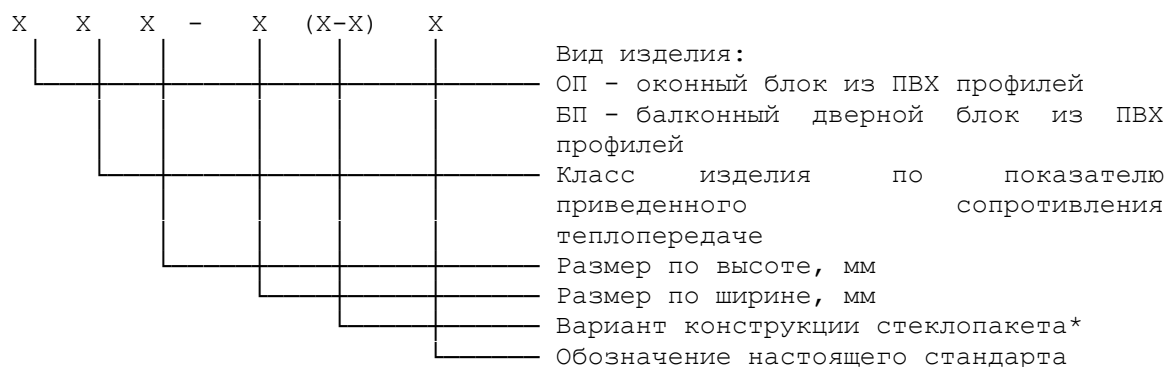 Х Х Х - Х (Х-Х) Х
Вид изделия:
ОП - оконный блок из ПВХ профилей
БП - балконный дверной блок из ПВХ
профилей
Класс изделия по показателю
приведенного сопротивления
теплопередаче
Размер по высоте, мм
Размер по ширине, мм
Вариант конструкции стеклопакета*
Обозначение настоящего стандарта